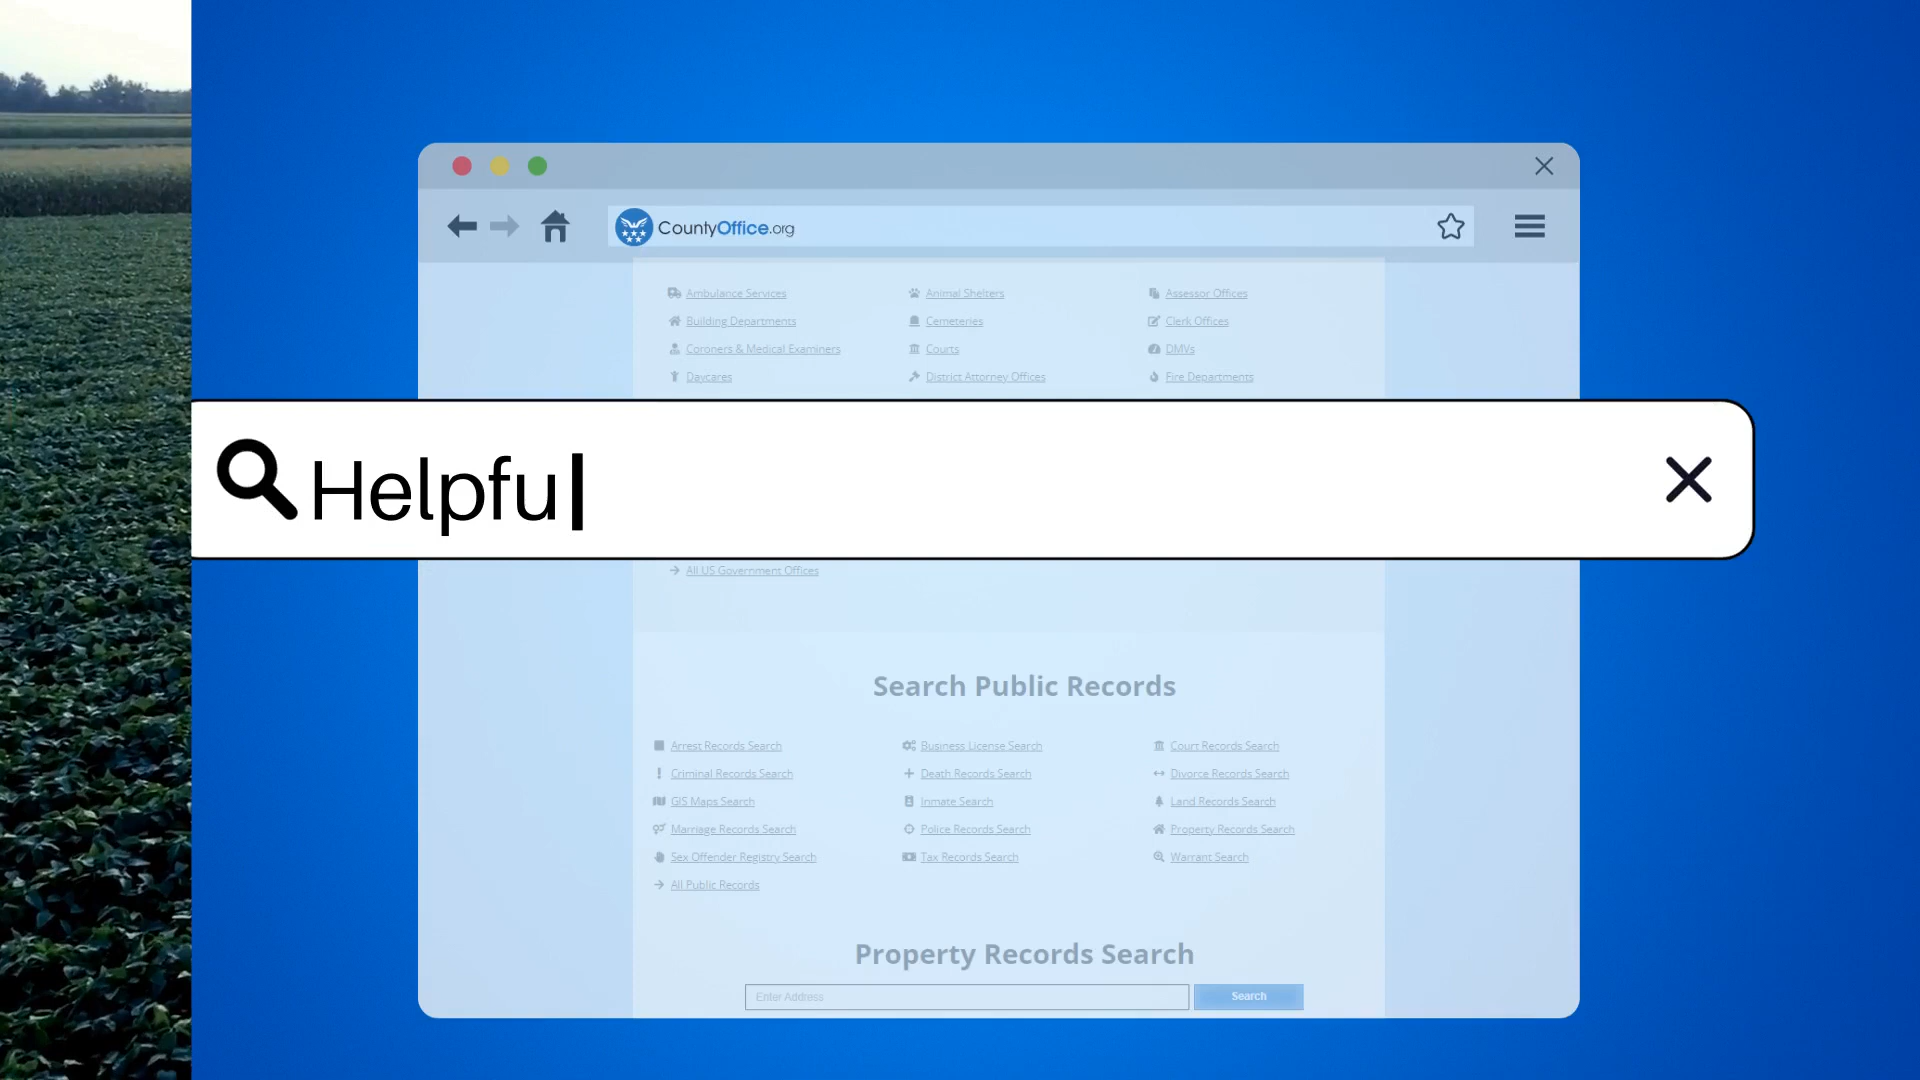 CountyOffice.org
Ambulance Services Animal Shelters Assessor Offices
Building Departments Cemeteries Clerk Offices
Coroners & Medical Examiners Courts DMVs
Daycares District Attorney Offices Fire Departments
Helpfu
All US Government Offices
Search Public Records
Arrest Records Search Business License Search Court Records Search
Criminal Records Search Death Records Search Divorce Records Search
GIS Maps Search Inmate Search Land Records Search
Marriage Records Search Police Records Search Property Records Search
Sex Offender Registry Search Tax Records Search Warrant Search
All Public Records
Property Records Search
Enter Address Search